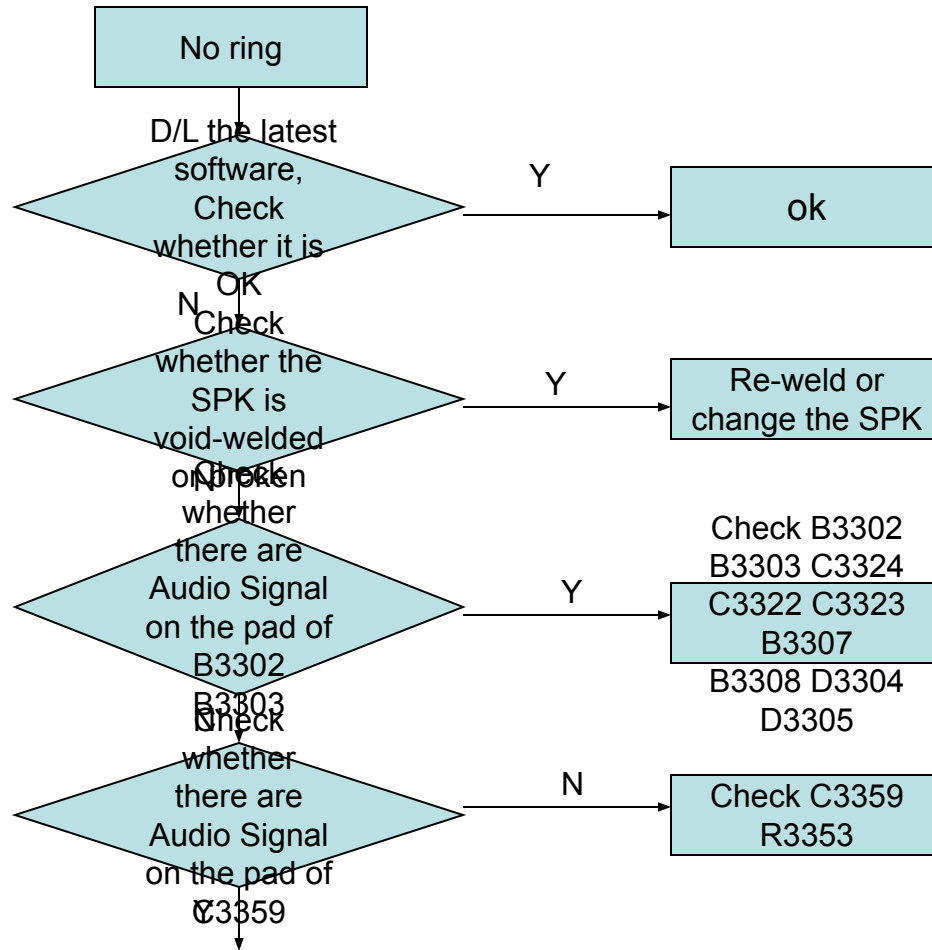 No ring
D/L the latest
software,
Check
whether it is
OK
Y
ok
N
Check
whether the
SPK is
void-welded
or broken
Y
Re-weld or
change the SPK
N
Check
whether
there are
Audio Signal
on the pad of
B3302
B3303
Y
Check B3302
B3303 C3324
C3322 C3323
B3307
B3308 D3304
D3305
N
Check
whether
there are
Audio Signal
on the pad of
C3359
N
Check C3359
R3353
Y